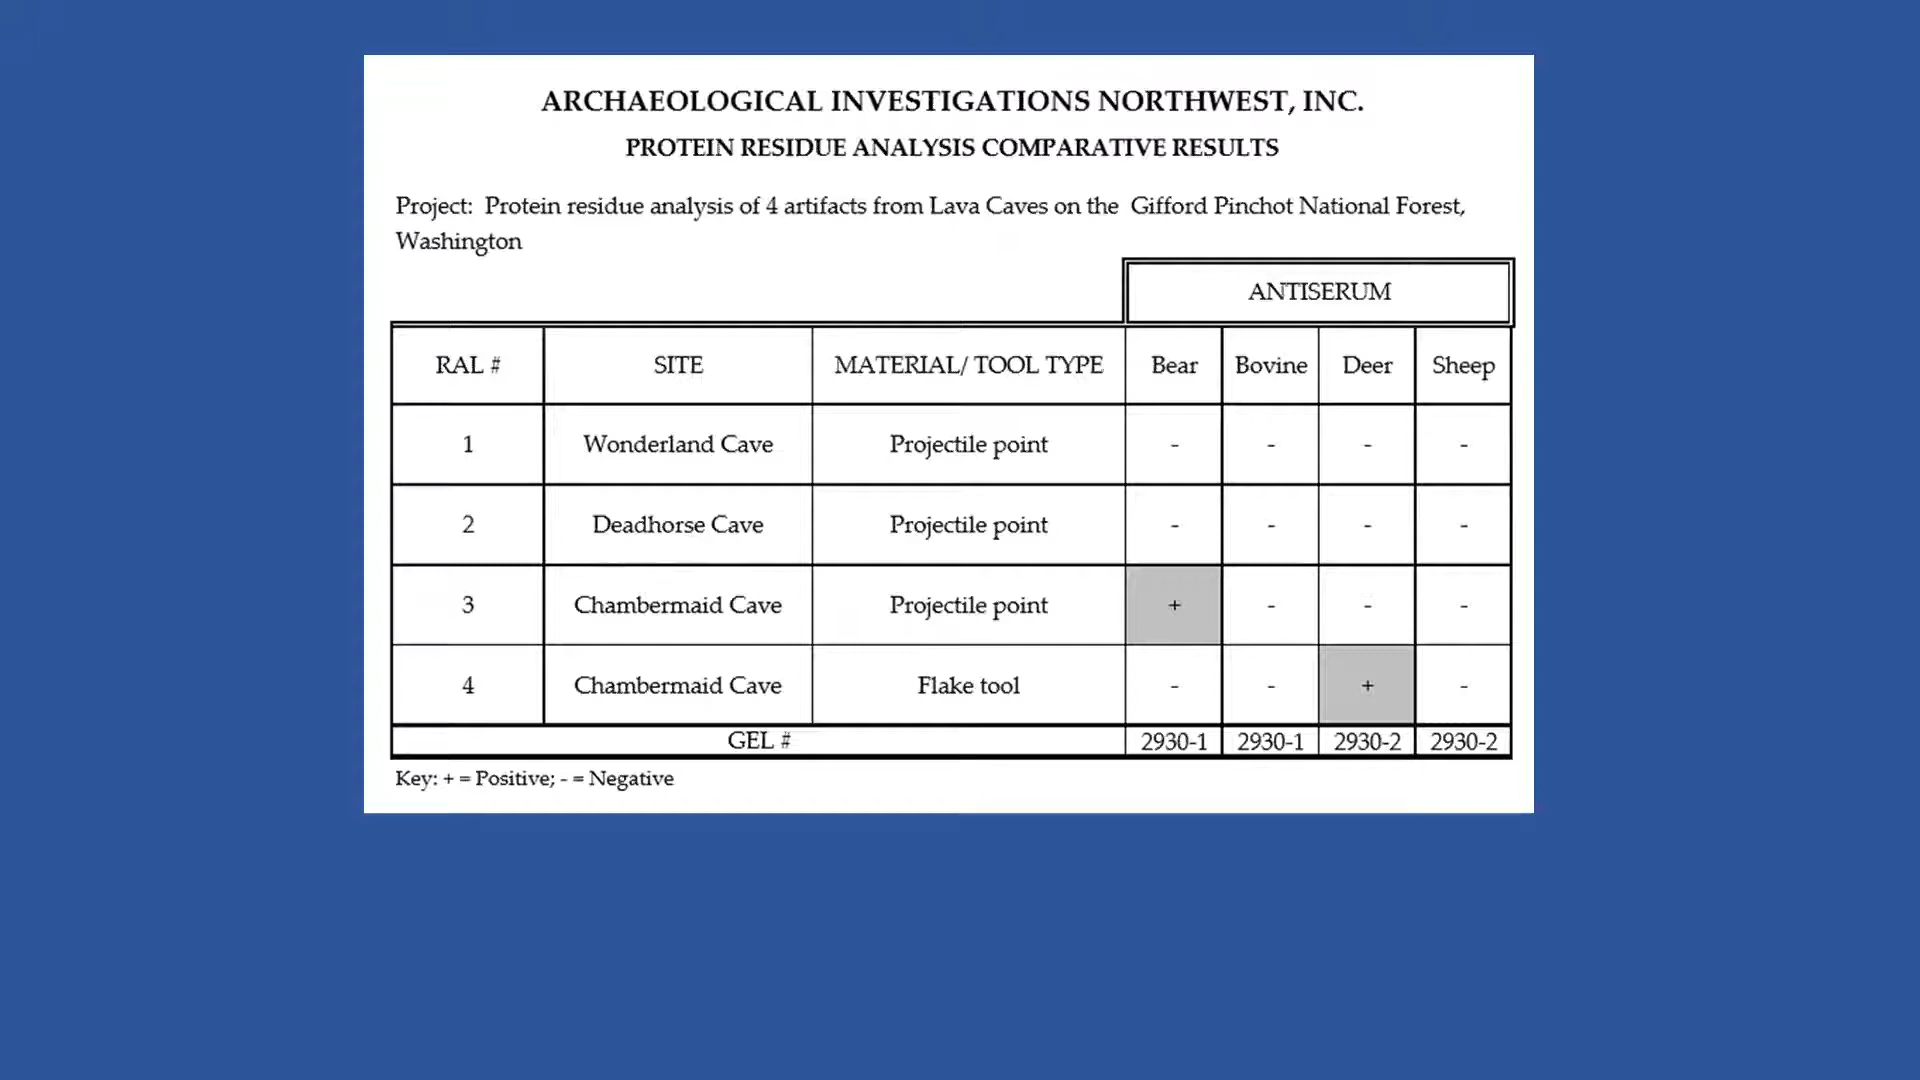 ARCHAEOLOGICAL INVESTIGATIONS NORTHWEST, INC.
PROTEIN RESIDUE ANALYSIS COMPARATIVE RESULTS
Project: Protein residue analysis of 4 artifacts from Lava Caves on the Gifford Pinchot National Forest,
Washington
ANTISERUM
RAL # SITE MATERIAL/ TOOL TYPE Bear Bovine Deer Sheep
1 Wonderland Cave Projectile point - - - -
2 Deadhorse Cave Projectile point - - - -
3 Chambermaid Cave Projectile point + - - -
4 Chambermaid Cave Flake tool - - + -
GEL # 2930-1 2930-1 2930-2 2930-2
Key: + = Positive; - = Negative